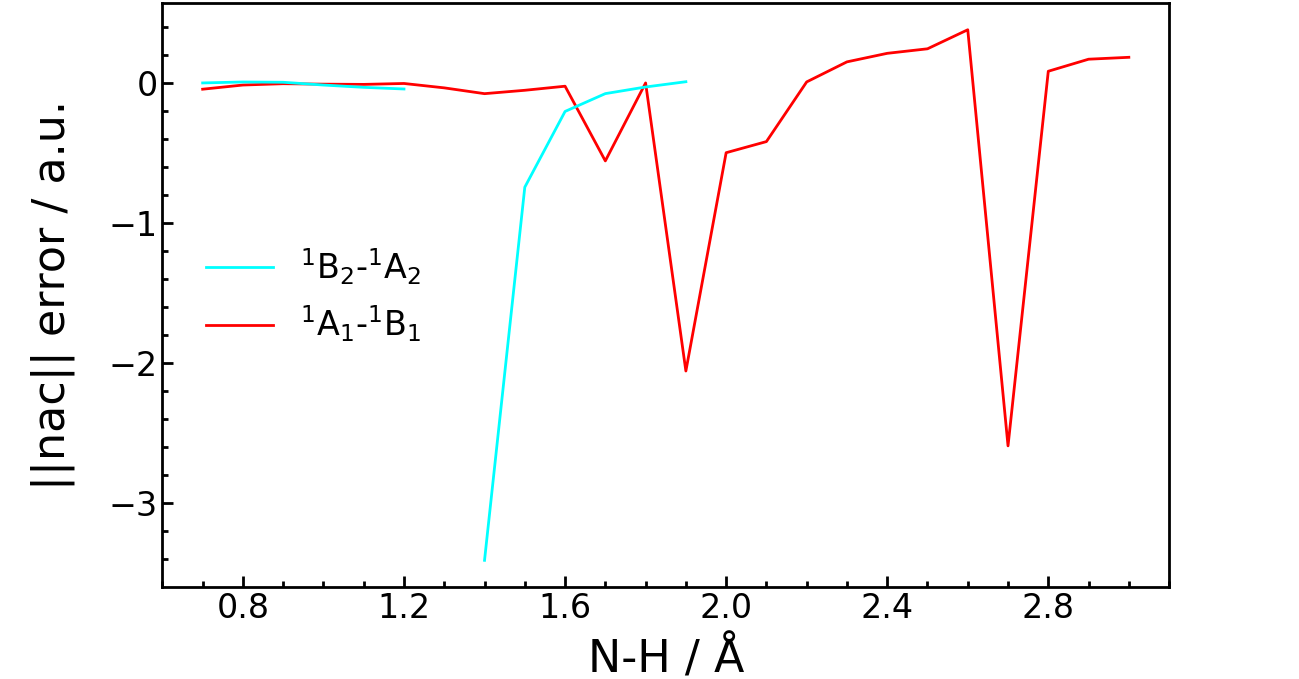 ||nac|| error / a.u.
0
−1
−2
−3
¹B₂-¹A₂
¹A₁-¹B₁
0.8 1.2 1.6 2.0 2.4 2.8
N-H / Å